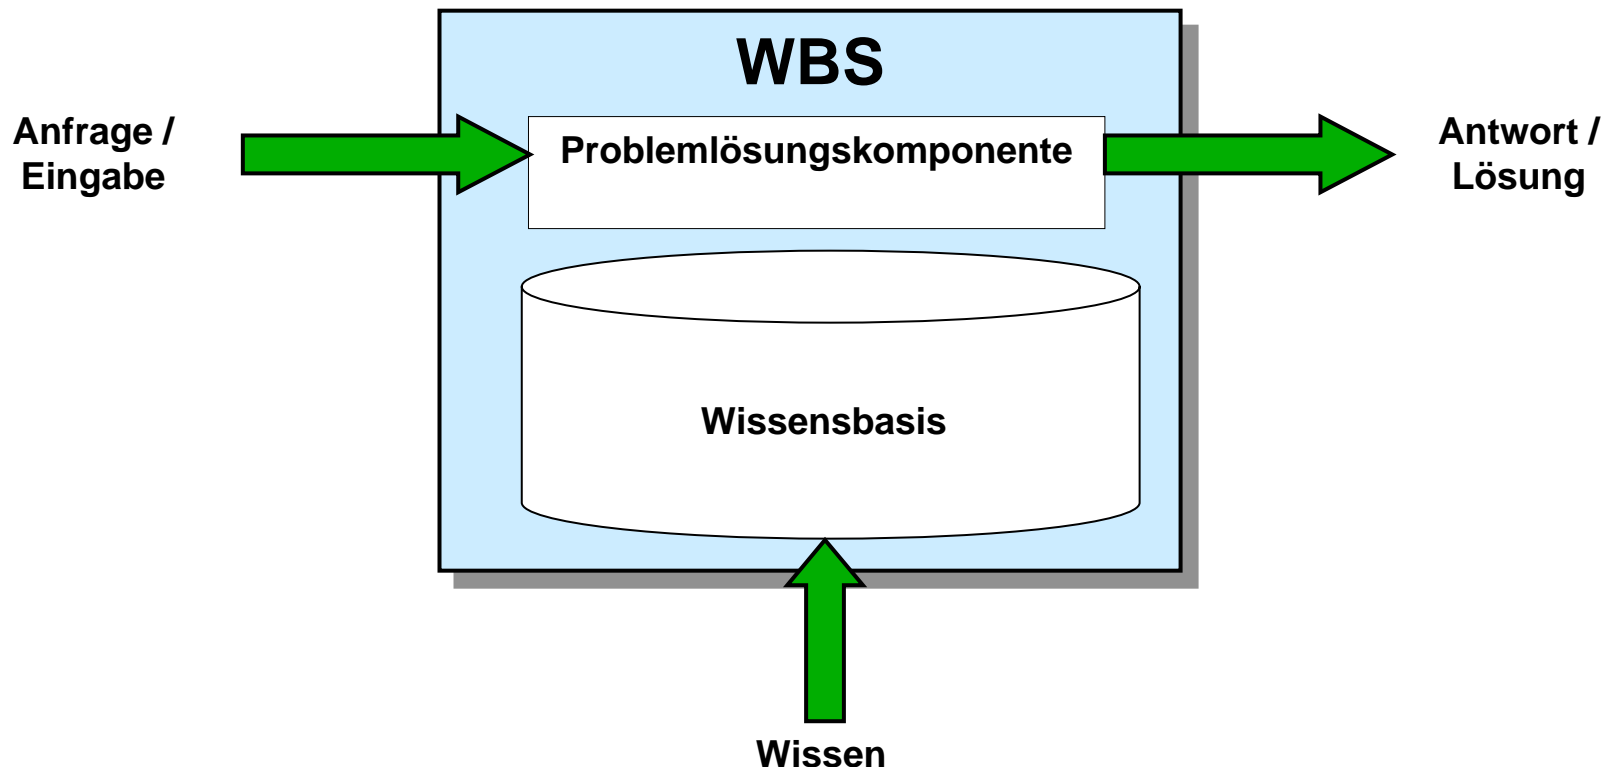 WBS
Anfrage /
Eingabe
Problemlösungskomponente
Antwort /
Lösung
Wissensbasis
Wissen